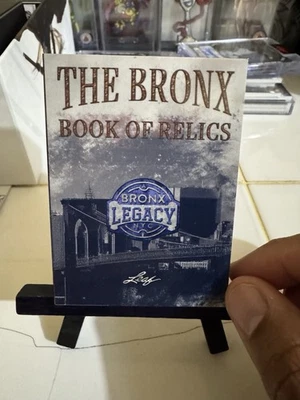 THE BRONX
BOOK OF RELICS
BRONX
LEGACY
NYC
Leaf